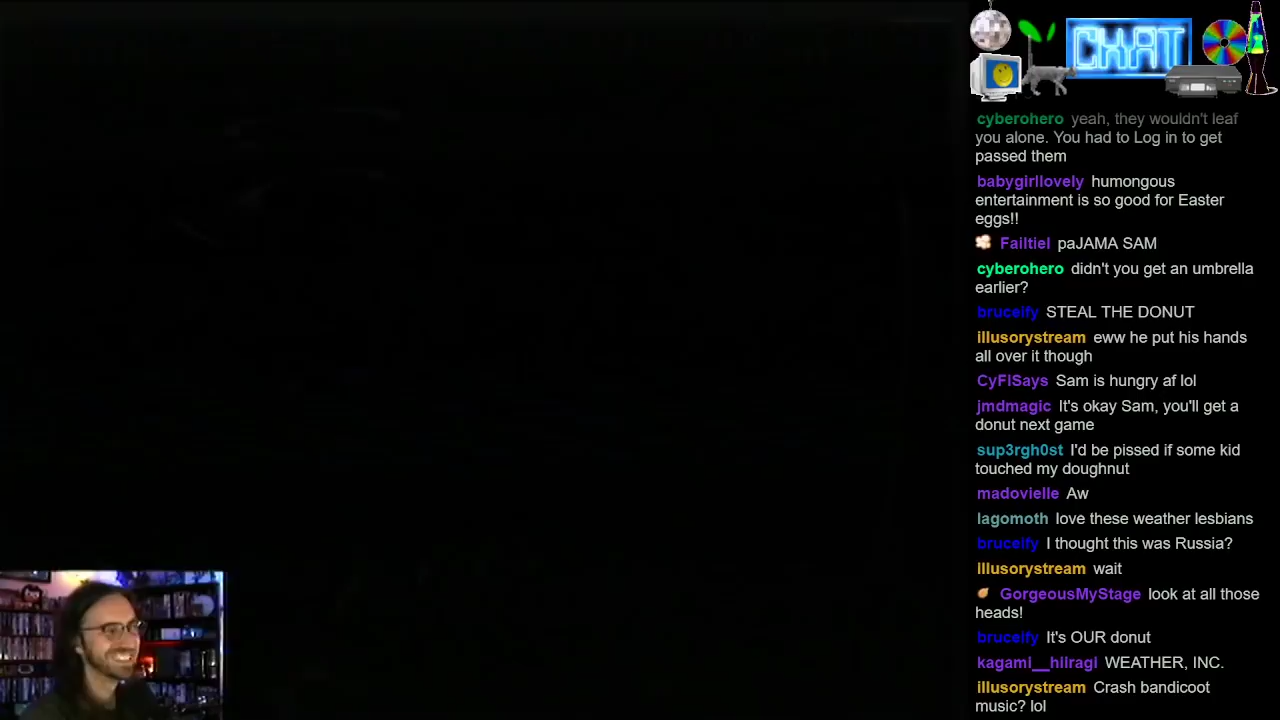 CHAT
cyberohero yeah, they wouldn't leaf
you alone. You had to Log in to get
passed them
babygirllovely humongous
entertainment is so good for Easter
eggs!!
Failtiel paJAMA SAM
cyberohero didn't you get an umbrella
earlier?
bruceify STEAL THE DONUT
illusorystream eww he put his hands
all over it though
CyFISays Sam is hungry af lol
jmdmagic It's okay Sam, you'll get a
donut next game
sup3rgh0st I'd be pissed if some kid
touched my doughnut
madovielle Aw
lagomoth love these weather lesbians
bruceify I thought this was Russia?
illusorystream wait
GorgeousMyStage look at all those
heads!
bruceify It's OUR donut
kagami__hiiragi WEATHER, INC.
illusorystream Crash bandicoot
music? lol